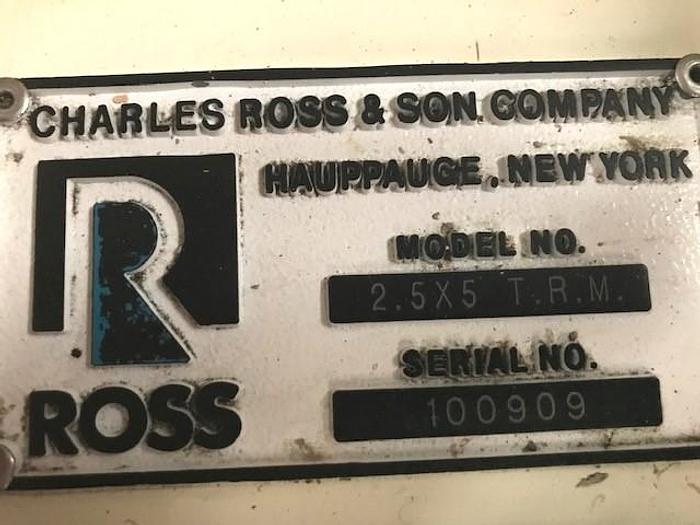 CHARLES ROSS & SON COMPANY
HAUPPAUGE, NEW YORK
MODEL NO.
2.5X5 T.R.M.
SERIAL NO.
100909
R
ROSS